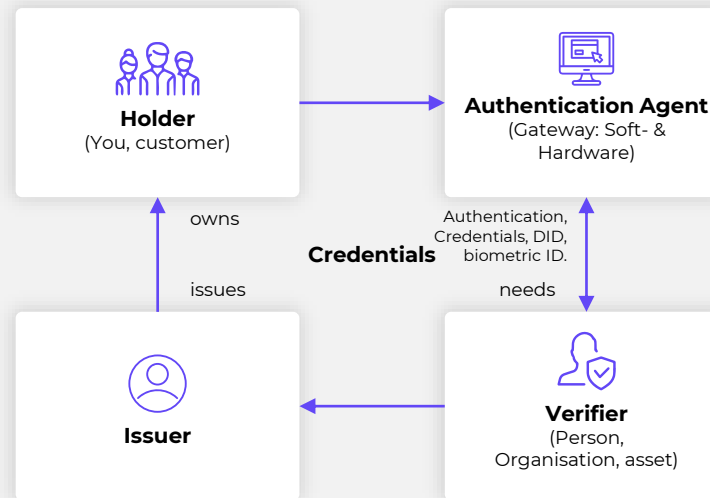 Holder
(You, customer)
Authentication Agent
(Gateway: Soft- &
Hardware)
owns
Authentication,
Credentials, DID,
biometric ID.
Credentials
issues
needs
Issuer
Verifier
(Person,
Organisation, asset)